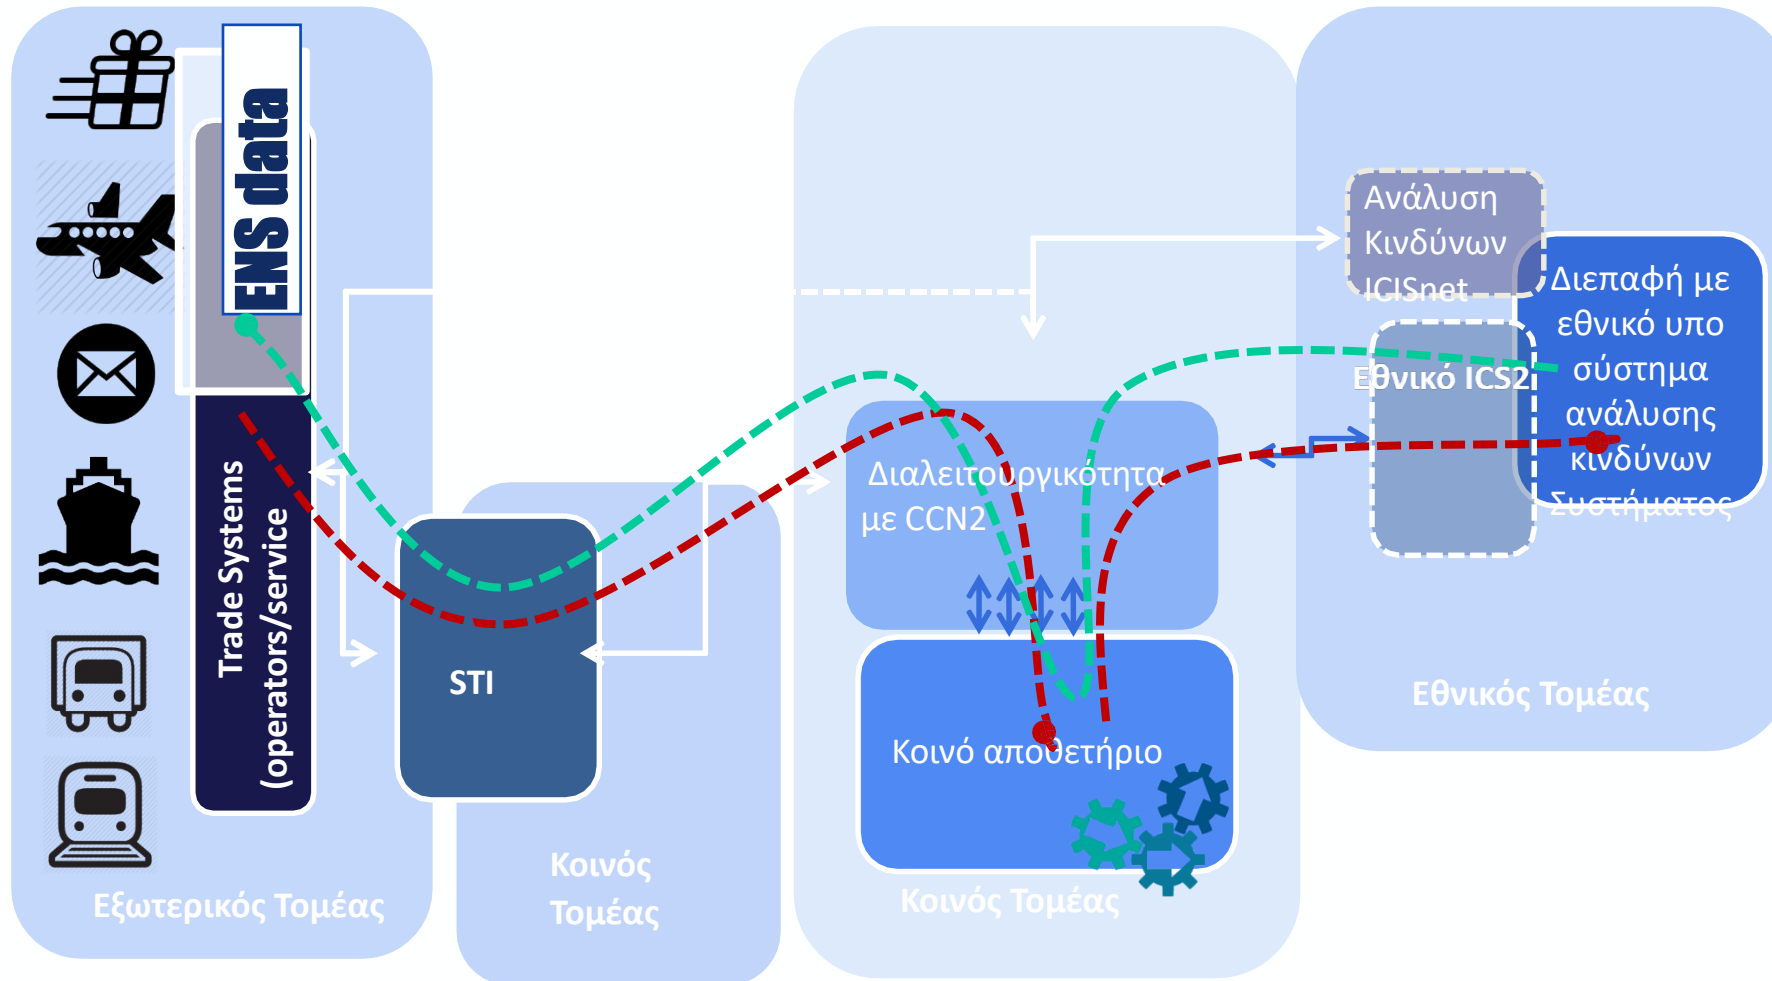 ENS data
Trade Systems
(operators/service
Εξωτερικός Τομέας
STI
Κοινός
Τομέας
Διαλειτουργικότητα
με CCN2
Κοινό αποθετήριο
Κοινός Τομέας
Ανάλυση
Κινδύνων
ICISnet
Εθνικό ICS2
Διεπαφή με
εθνικό υπο
σύστημα
ανάλυσης
κινδύνων
Συστήματος
Εθνικός Τομέας